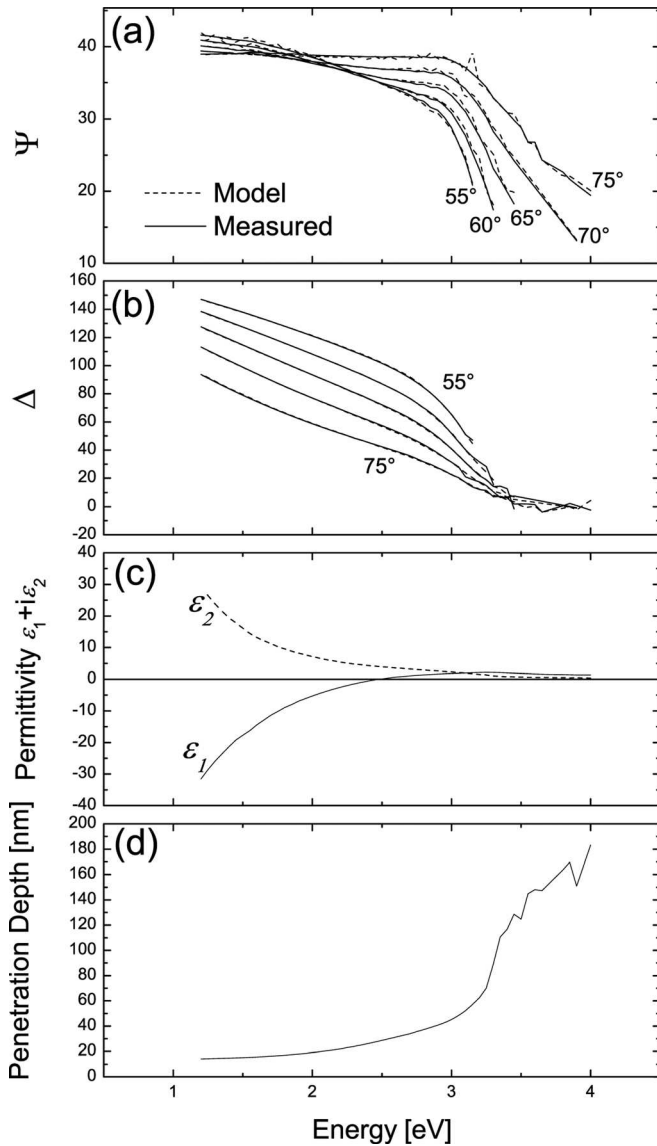 (a)
40
30
20
10
Ψ
Model
Measured
55°
60°
65°
70°
75°
(b)
160
140
120
100
80
60
40
20
0
-20
Δ
55°
75°
(c)
40
30
20
10
0
-10
-20
-30
-40
Permittivity ε₁+iε₂
ε₂
ε₁
(d)
200
180
160
140
120
100
80
60
40
20
0
Penetration Depth [nm]
1 2 3 4
Energy [eV]